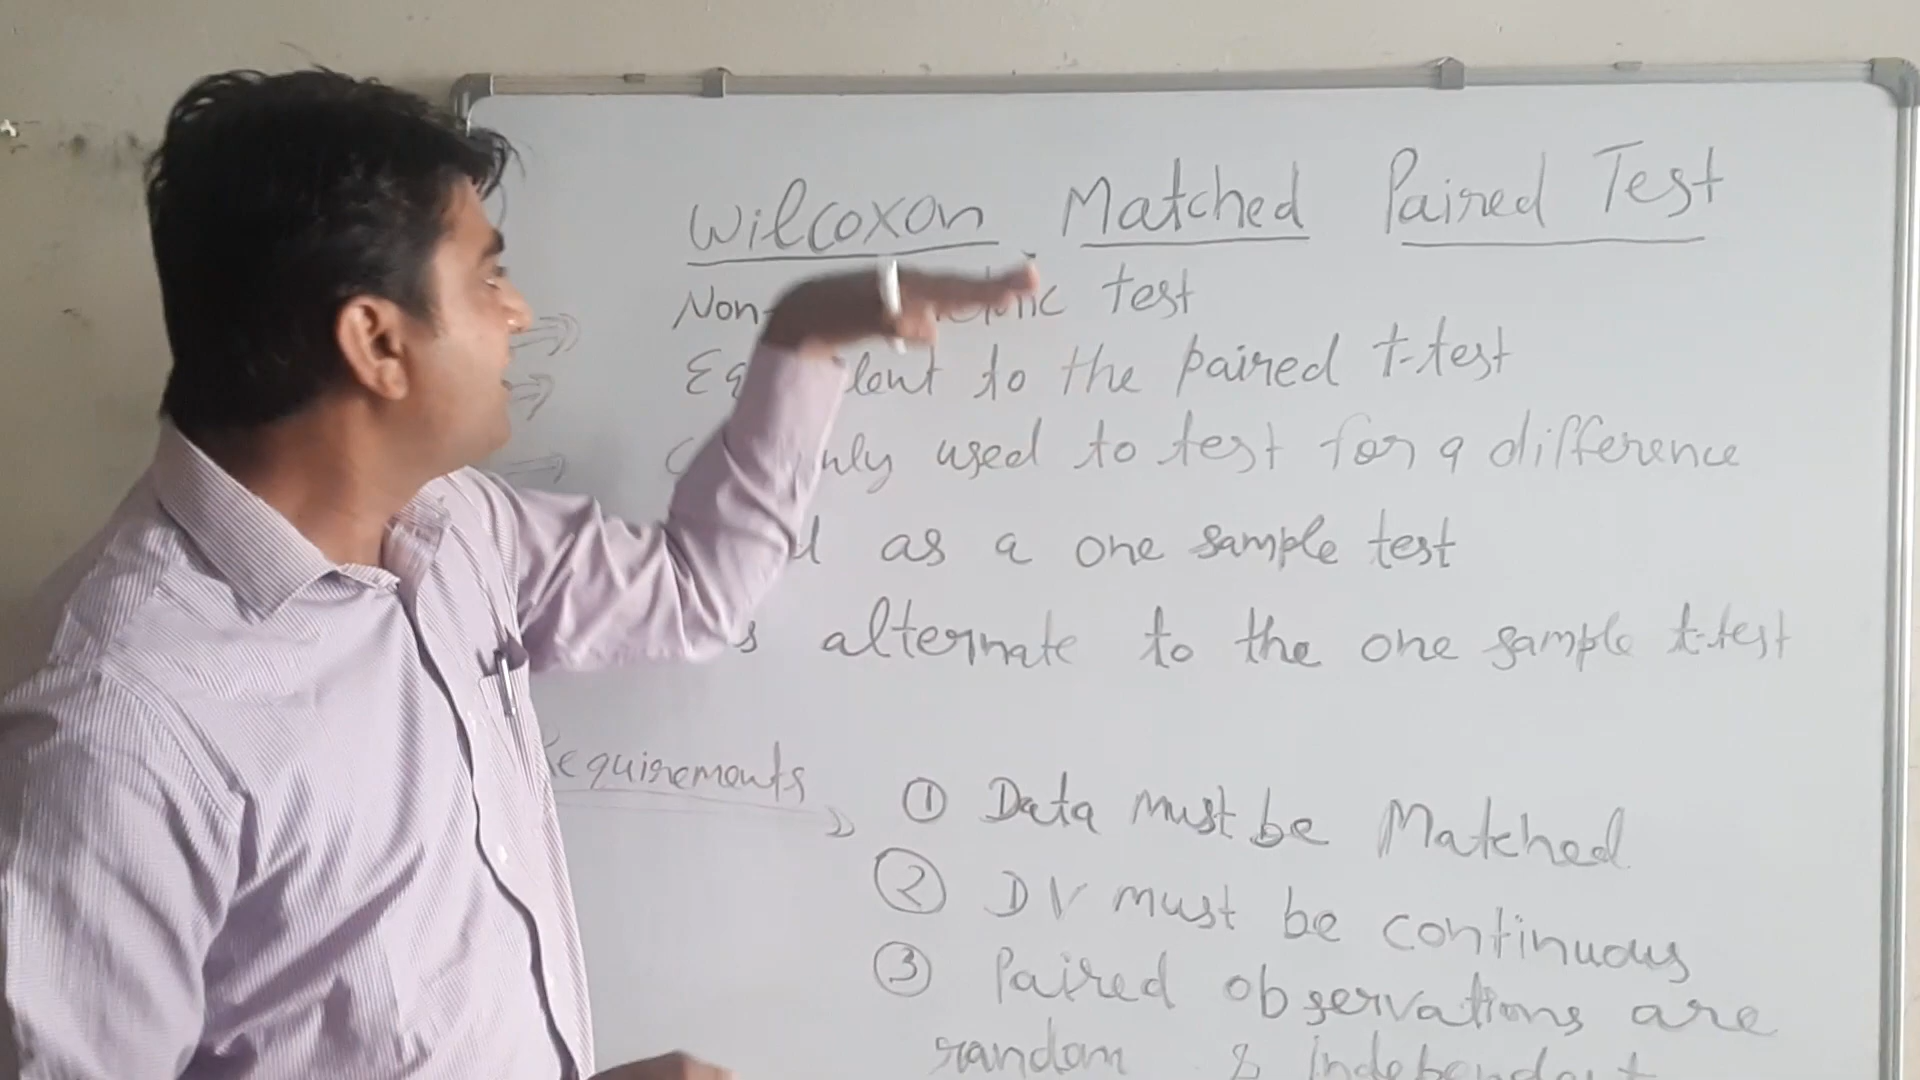 Wilcoxon Matched Paired Test
Non- test
to the paired t-test
used to test for a difference
as a one sample test
alternate to the one sample t-test
Requirements
① Data must be Matched
② DV must be continuous
③ Paired observations are
random & independent